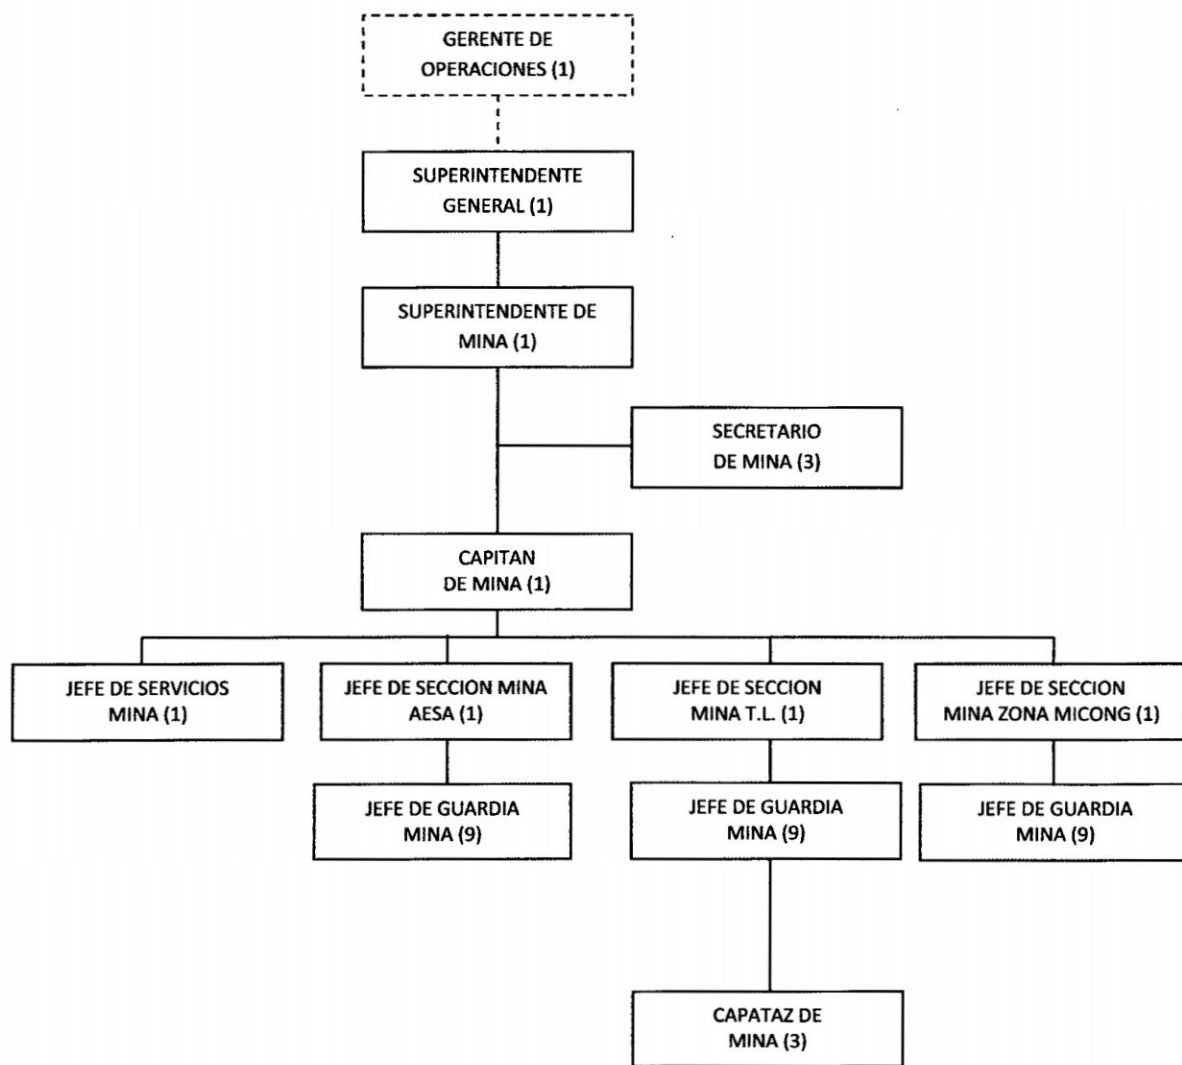 GERENTE DE
OPERACIONES (1)
SUPERINTENDENTE
GENERAL (1)
SUPERINTENDENTE DE
MINA (1)
SECRETARIO
DE MINA (3)
CAPITAN
DE MINA (1)
JEFE DE SERVICIOS
MINA (1)
JEFE DE SECCION MINA
AESA (1)
JEFE DE SECCION
MINA T.L. (1)
JEFE DE SECCION
MINA ZONA MICONG (1)
JEFE DE GUARDIA
MINA (9)
JEFE DE GUARDIA
MINA (9)
JEFE DE GUARDIA
MINA (9)
CAPATAZ DE
MINA (3)